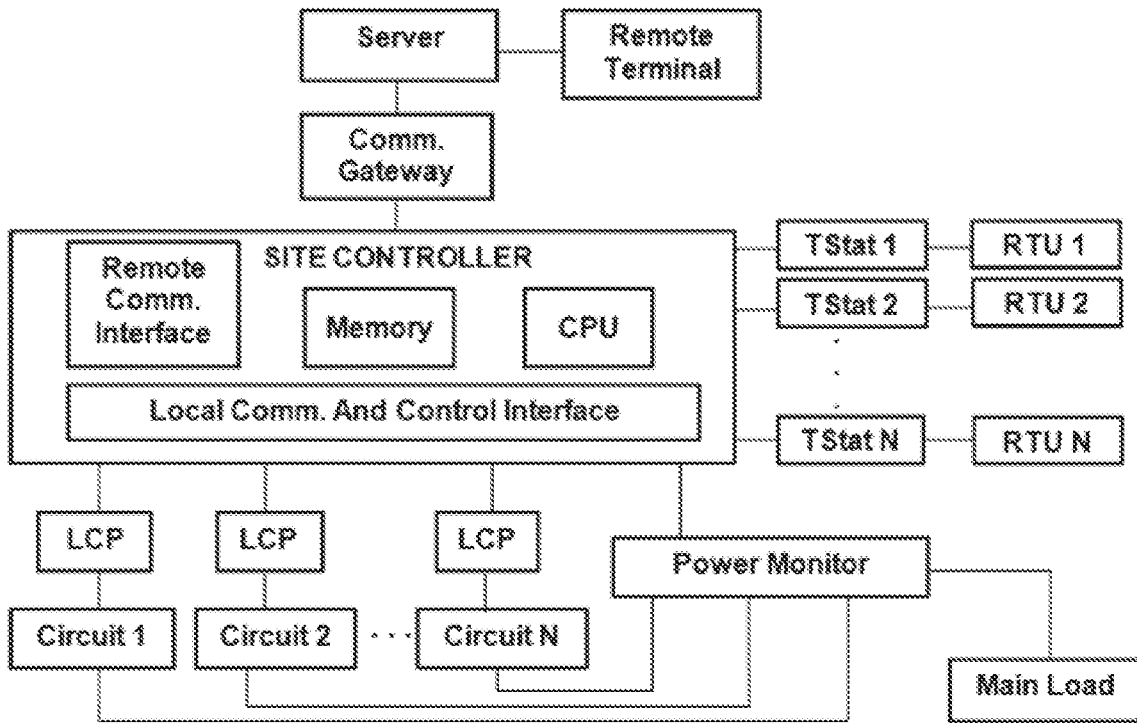 Server
Remote
Terminal
Comm.
Gateway
SITE CONTROLLER
Remote
Comm.
Interface
Memory
CPU
Local Comm. And Control Interface
TStat 1
RTU 1
TStat 2
RTU 2
TStat N
RTU N
LCP
LCP
LCP
Power Monitor
Circuit 1
Circuit 2
Circuit N
Main Load